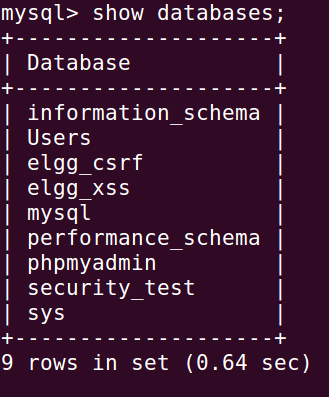 mysql> show databases;
+--------------------+
| Database           |
+--------------------+
| information_schema |
| Users              |
| elgg_csrf          |
| elgg_xss           |
| mysql              |
| performance_schema |
| phpmyadmin         |
| security_test      |
| sys                |
+--------------------+
9 rows in set (0.64 sec)